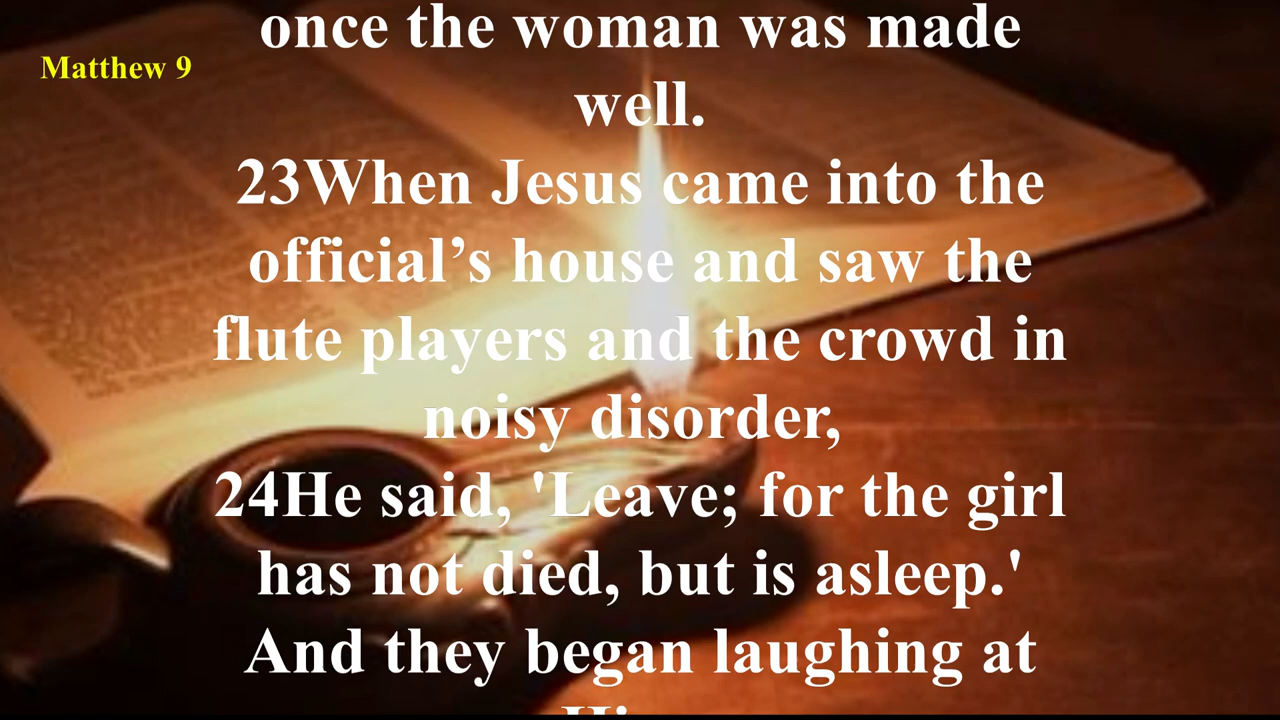 Matthew 9
once the woman was made
well.
23When Jesus came into the
official’s house and saw the
flute players and the crowd in
noisy disorder,
24He said, 'Leave; for the girl
has not died, but is asleep.'
And they began laughing at